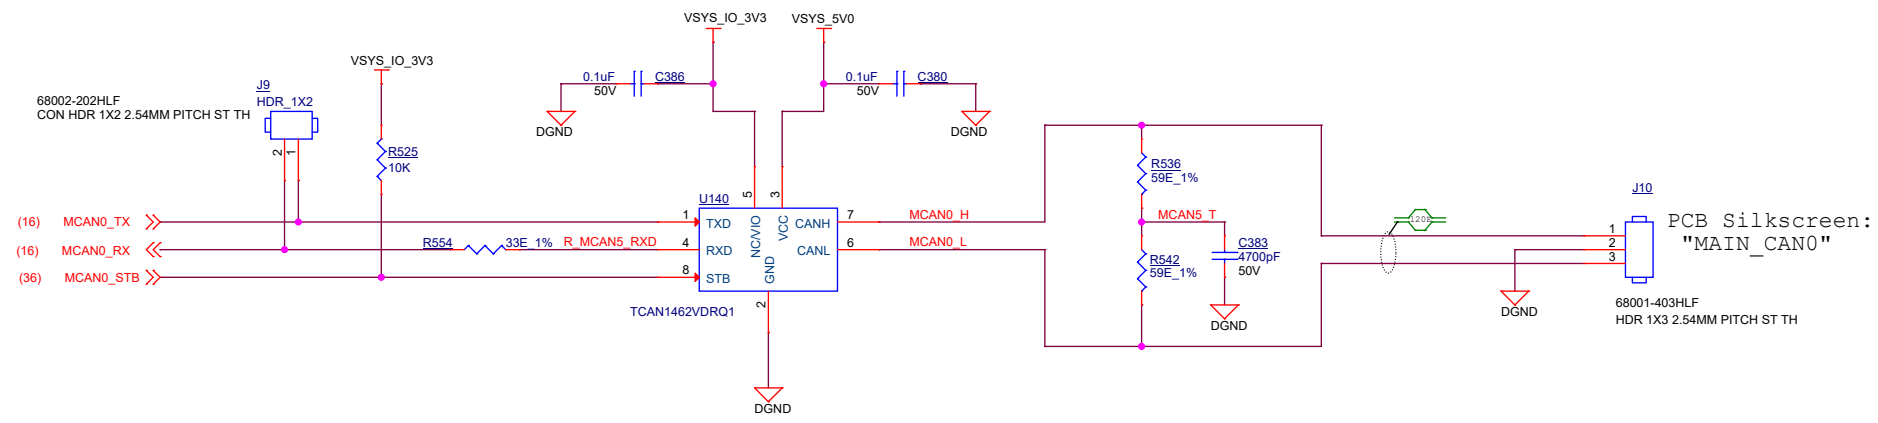 VSYS_IO_3V3
VSYS_5V0
VSYS_IO_3V3
0.1uF
C386
50V
0.1uF
C380
50V
J9
HDR_1X2
68002-202HLF
CON HDR 1X2 2.54MM PITCH ST TH
DGND
DGND
2
1
R525
10K
5
3
R536
59E_1%
J10
U140
(16) MCAN0_TX
1
TXD
NC/VIO
VCC
CANH
7
MCAN0_H
MCAN5_T
120E
PCB Silkscreen:
"MAIN_CAN0"
1
2
3
(16) MCAN0_RX
R554
33E_1%
R_MCAN5_RXD
4
RXD
CANL
6
MCAN0_L
C383
4700pF
50V
R542
59E_1%
(36) MCAN0_STB
8
STB
GND
2
TCAN1462VDRQ1
DGND
DGND
68001-403HLF
HDR 1X3 2.54MM PITCH ST TH
DGND